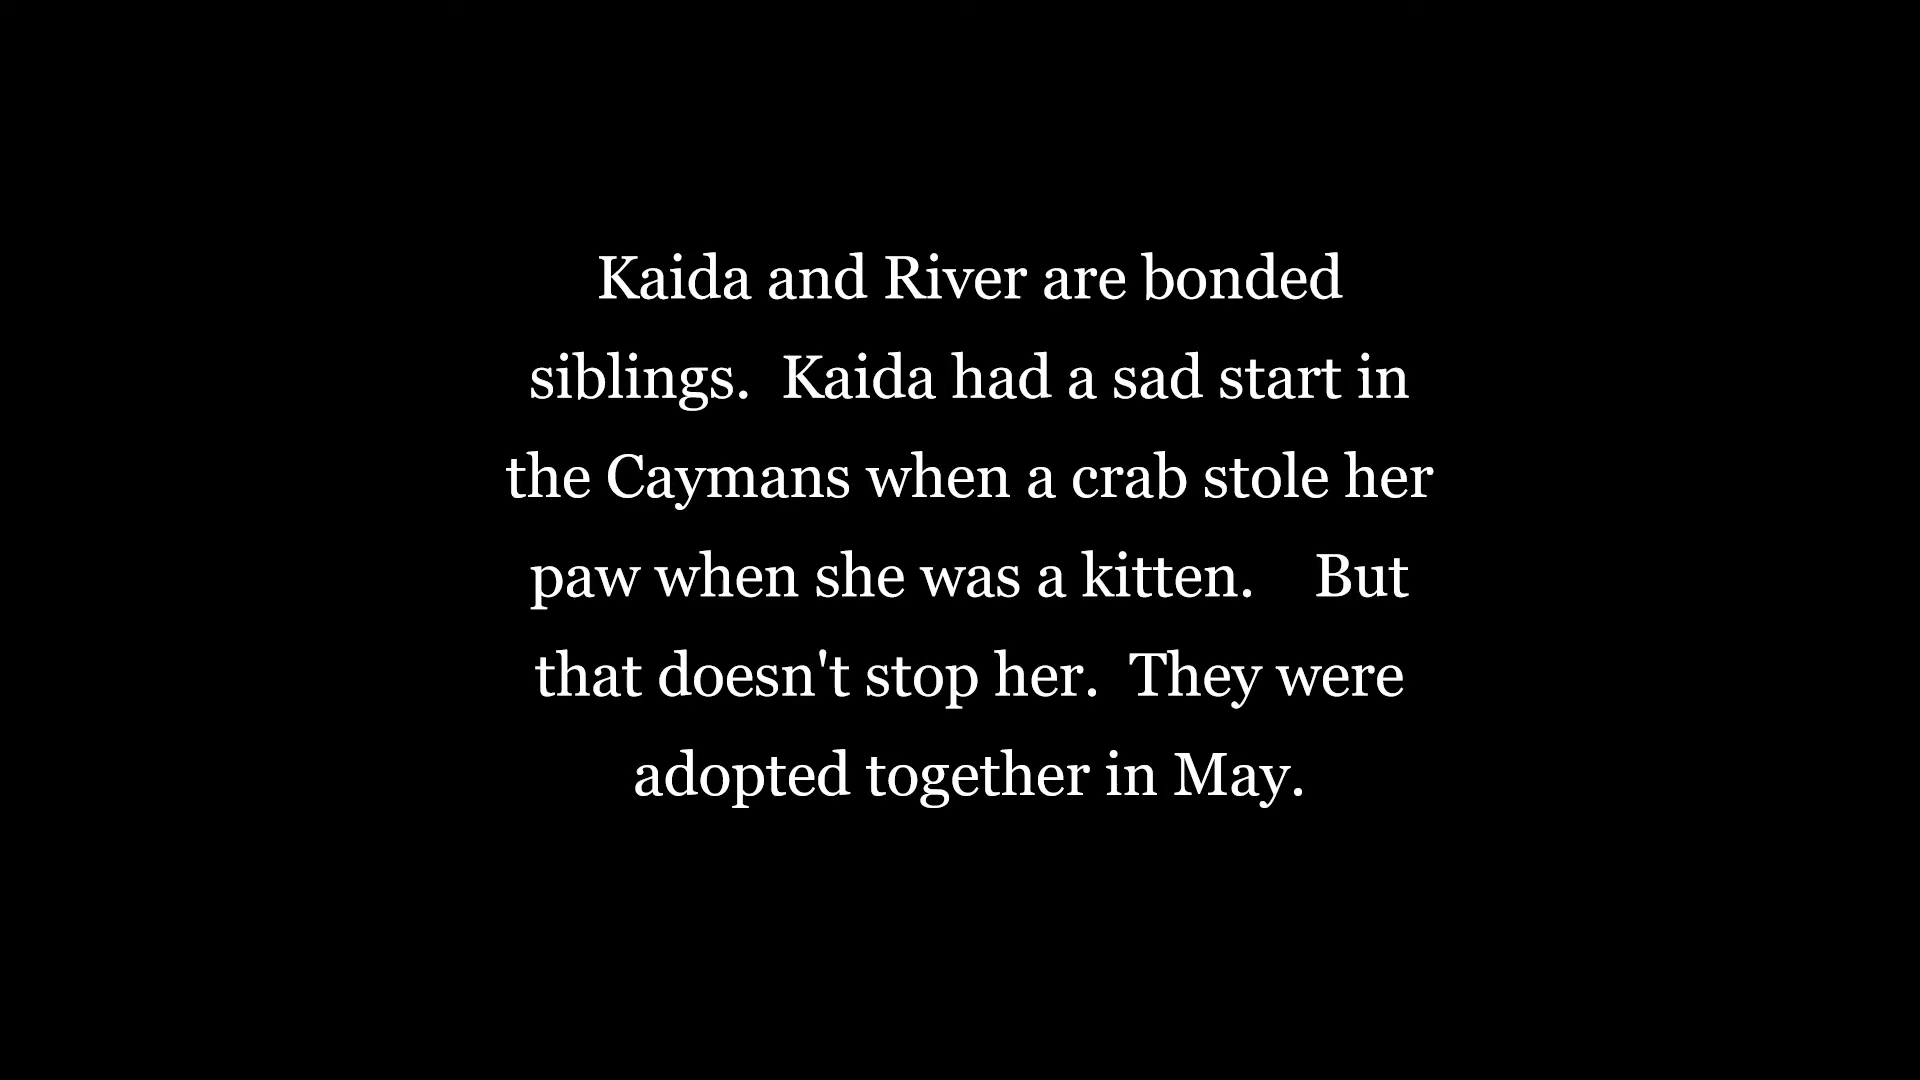 Kaida and River are bonded
siblings.  Kaida had a sad start in
the Caymans when a crab stole her
paw when she was a kitten.    But
that doesn't stop her.  They were
adopted together in May.